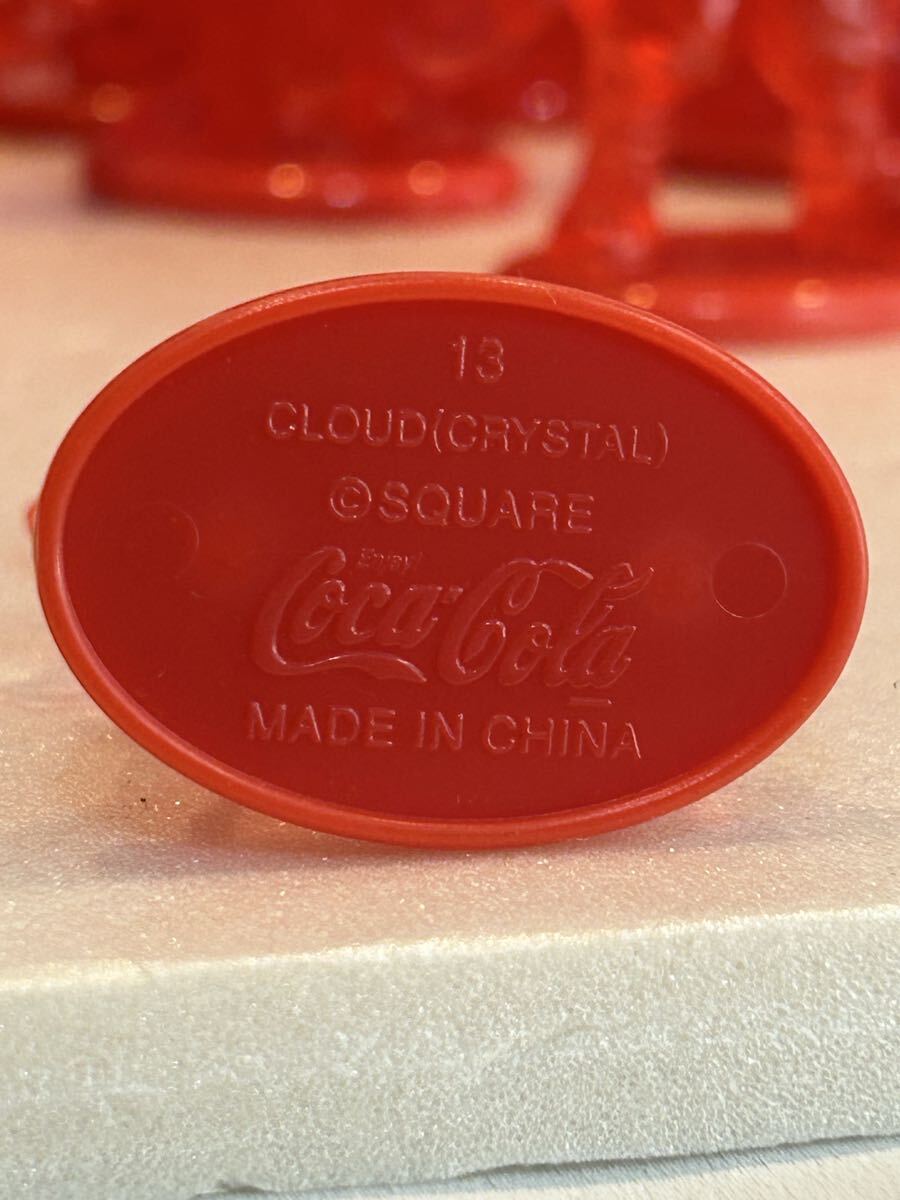 13
CLOUD(CRYSTAL)
©SQUARE
Enjoy!
Coca-Cola
MADE IN CHINA